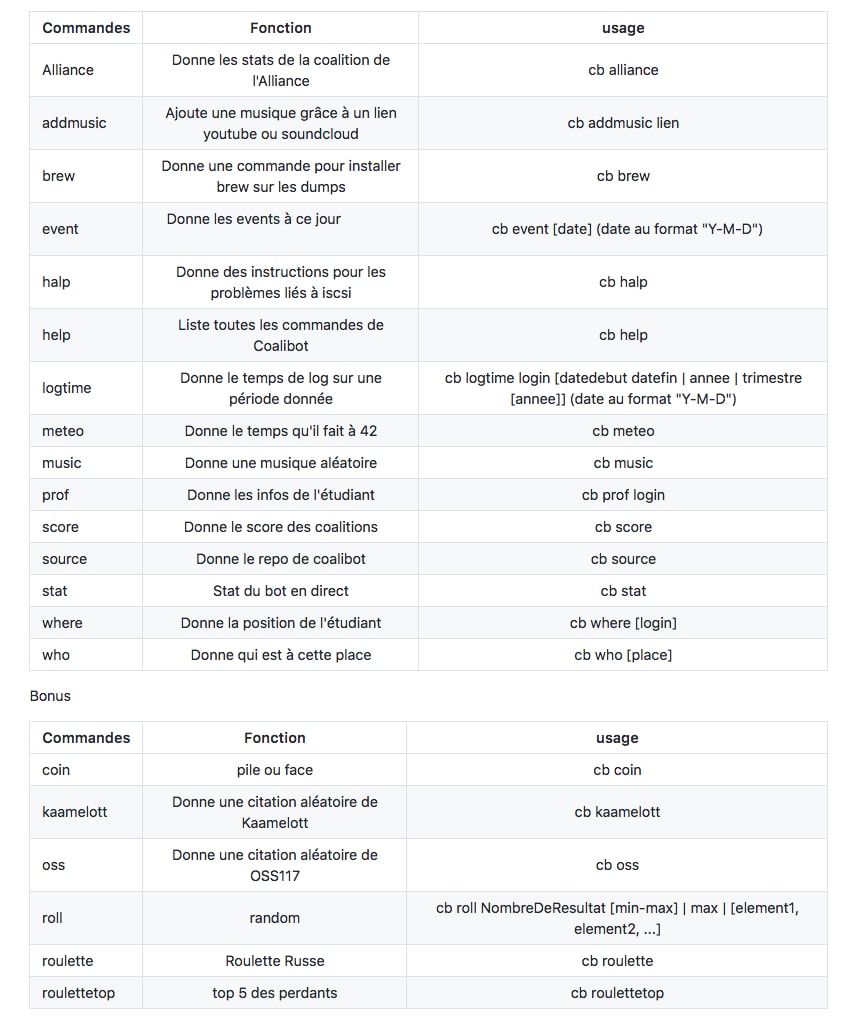 Commandes Fonction usage
Alliance Donne les stats de la coalition de l'Alliance cb alliance
addmusic Ajoute une musique grâce à un lien youtube ou soundcloud cb addmusic lien
brew Donne une commande pour installer brew sur les dumps cb brew
event Donne les events à ce jour cb event [date] (date au format "Y-M-D")
halp Donne des instructions pour les problèmes liés à iscsi cb halp
help Liste toutes les commandes de Coalibot cb help
logtime Donne le temps de log sur une période donnée cb logtime login [datedebut datefin | annee | trimestre [annee]] (date au format "Y-M-D")
meteo Donne le temps qu'il fait à 42 cb meteo
music Donne une musique aléatoire cb music
prof Donne les infos de l'étudiant cb prof login
score Donne le score des coalitions cb score
source Donne le repo de coalibot cb source
stat Stat du bot en direct cb stat
where Donne la position de l'étudiant cb where [login]
who Donne qui est à cette place cb who [place]
Bonus
Commandes Fonction usage
coin pile ou face cb coin
kaamelott Donne une citation aléatoire de Kaamelott cb kaamelott
oss Donne une citation aléatoire de OSS117 cb oss
roll random cb roll NombreDeResultat [min-max] | max | [element1, element2, ...]
roulette Roulette Russe cb roulette
roulettetop top 5 des perdants cb roulettetop